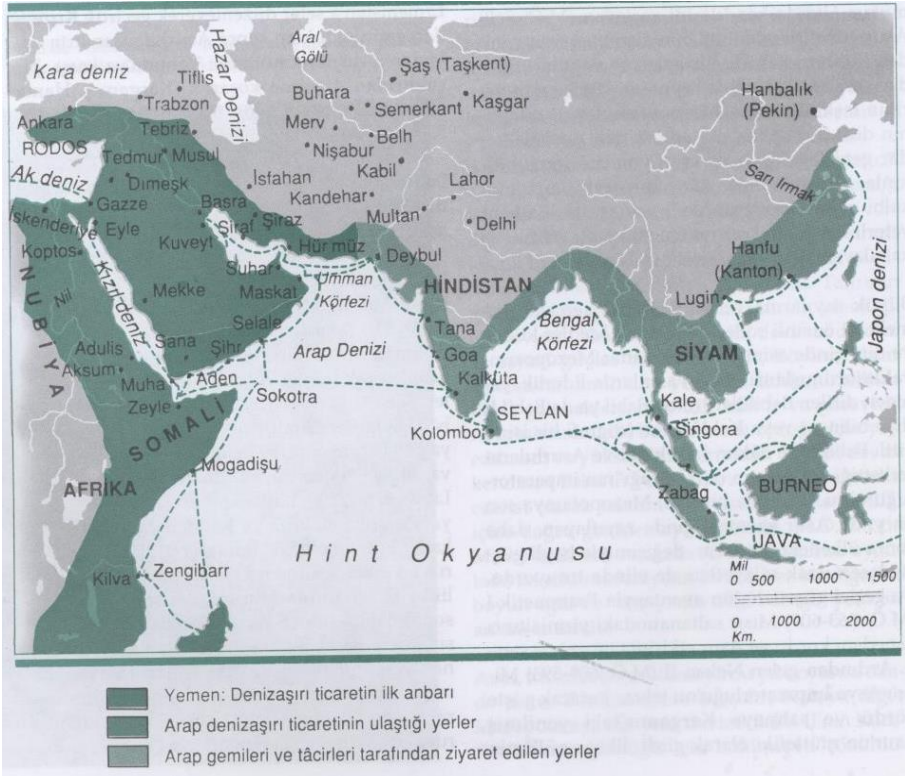 Kara deniz
Hazar Denizi
Aral
Gölü
Tiflis
Trabzon
Ankara
RODOS
Tebriz
Tedmur
Musul
Ak deniz
Dımeşk
Gazze
İskenderiye
Eyle
Koptos
Basra
Kuveyt
Siraf
Şiraz
İsfahan
Buhara
Merv
Nişabur
Şaş (Taşkent)
Semerkant
Kaşgar
Belh
Kabil
Kandehar
Lahor
Multan
Delhi
Hanbalık
(Pekin)
Sarı Irmak
Hanfu
(Kanton)
Lugin
Japon denizi
Hürmüz
Deybul
Suhar
Maskat
Umman
Körfezi
HİNDİSTAN
Mekke
Kızıl deniz
Nil
NUBİYA
Selale
Sana
Şihr
Adulis
Aksum
Muha
Aden
Zeyle
SOMALİ
Sokotra
Arap Denizi
Tana
Goa
Kalküta
Bengal
Körfezi
SİYAM
SEYLAN
Kolombo
Kale
Singora
Zabag
BURNEO
JAVA
Mogadişu
AFRİKA
Kilva
Zengibarr
Hint Okyanusu
Mil
0 500 1000 1500
0 1000 2000
Km.
Yemen: Denizaşırı ticaretin ilk anbarı
Arap denizaşırı ticaretinin ulaştığı yerler
Arap gemileri ve tâcirleri tarafından ziyaret edilen yerler